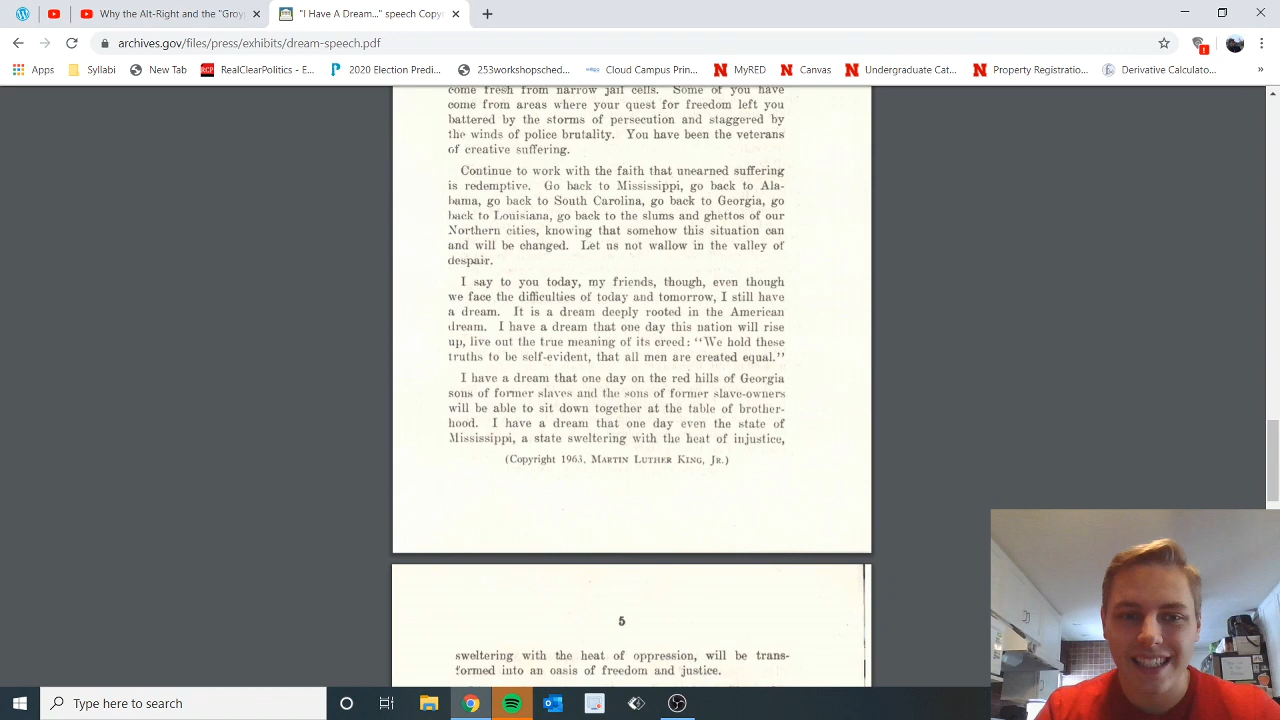 Why the Alt-Right and the "Groyp
"I Have A Dream..." speech Copyr
archives.gov/files/press/exhibits/dream-speech.pdf
Apps
Syllabi
New Tab
RCP
RealClearPolitics - E...
2020 Election Predi...
253workshopsched...
Cloud Campus Prin...
MyRED
Canvas
Undergraduate Cat...
Property Registratio...
Derivative Calculato...
come fresh from narrow jail cells. Some of you have
come from areas where your quest for freedom left you
battered by the storms of persecution and staggered by
the winds of police brutality. You have been the veterans
of creative suffering.
Continue to work with the faith that unearned suffering
is redemptive. Go back to Mississippi, go back to Ala-
bama, go back to South Carolina, go back to Georgia, go
back to Louisiana, go back to the slums and ghettos of our
Northern cities, knowing that somehow this situation can
and will be changed. Let us not wallow in the valley of
despair.
I say to you today, my friends, though, even though
we face the difficulties of today and tomorrow, I still have
a dream. It is a dream deeply rooted in the American
dream. I have a dream that one day this nation will rise
up, live out the true meaning of its creed: "We hold these
truths to be self-evident, that all men are created equal."
I have a dream that one day on the red hills of Georgia
sons of former slaves and the sons of former slave-owners
will be able to sit down together at the table of brother-
hood. I have a dream that one day even the state of
Mississippi, a state sweltering with the heat of injustice,
(Copyright 1963, MARTIN LUTHER KING, JR.)
5
sweltering with the heat of oppression, will be trans-
formed into an oasis of freedom and justice.
Type here to search